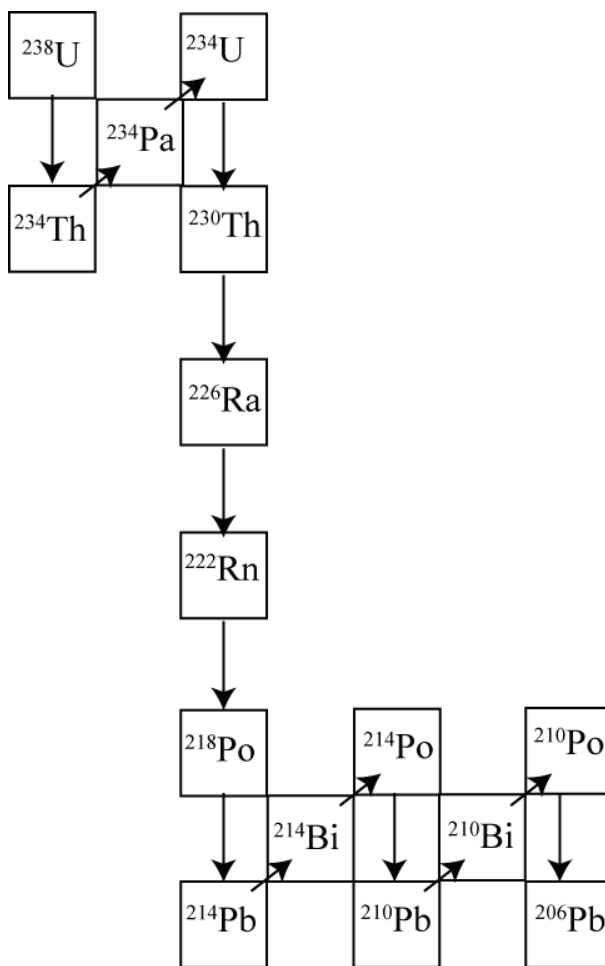 ²³⁸U
²³⁴U
²³⁴Pa
²³⁴Th
²³⁰Th
²²⁶Ra
²²²Rn
²¹⁸Po
²¹⁴Po
²¹⁰Po
²¹⁴Bi
²¹⁰Bi
²¹⁴Pb
²¹⁰Pb
²⁰⁶Pb